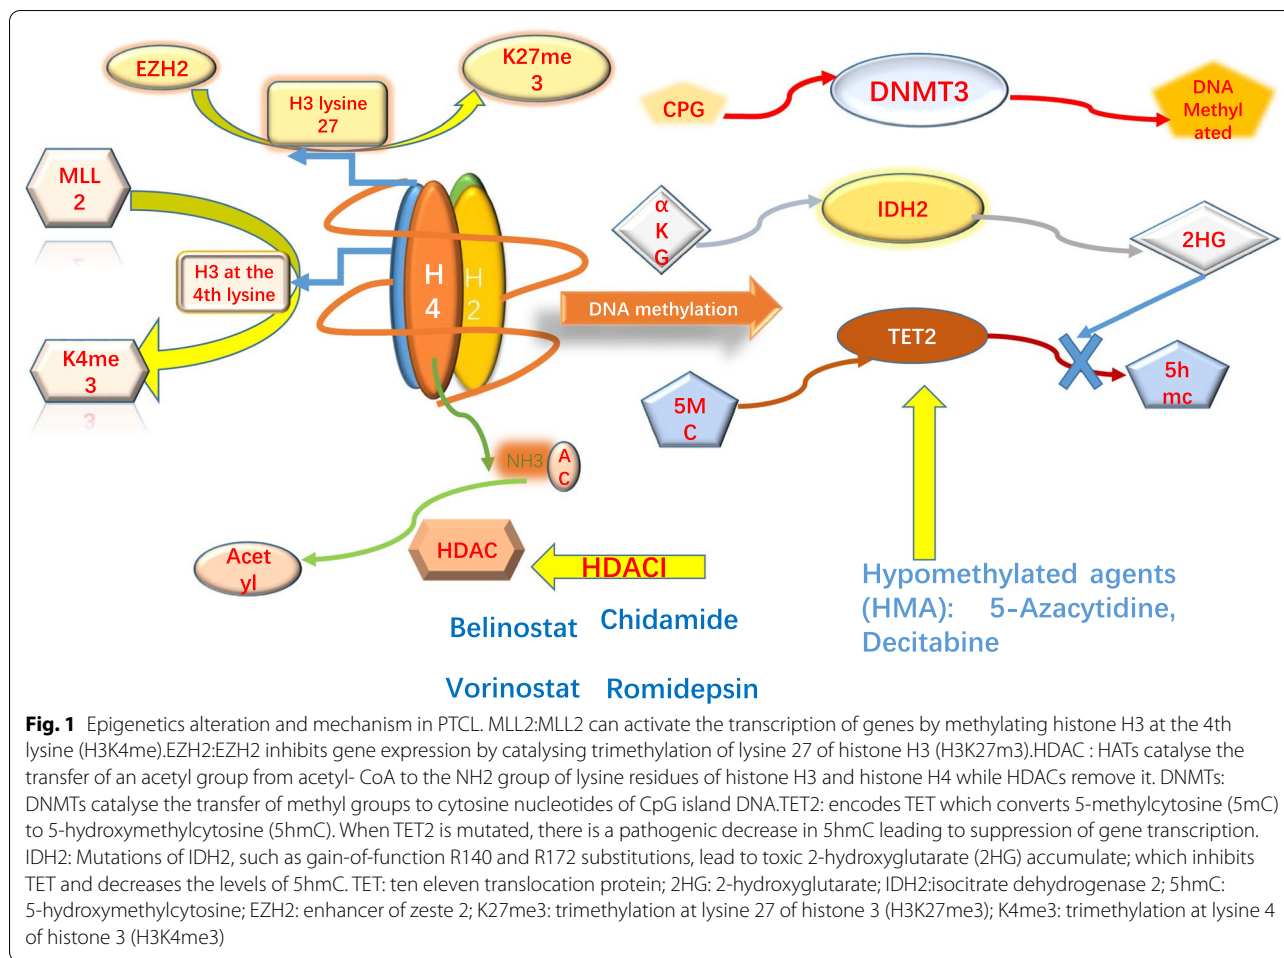 EZH2
K27me
3
H3 lysine
27
MLL
2
H3 at the
4th lysine
K4me
3
H
4
H
2
NH3
A
C
Acet
yl
HDAC
HDACI
Belinostat
Chidamide
Vorinostat
Romidepsin
CPG
DNMT3
DNA
Methyl
ated
α
K
G
IDH2
2HG
DNA methylation
TET2
5M
C
5h
mc
Hypomethylated agents
(HMA): 5-Azacytidine,
Decitabine
Fig. 1 Epigenetics alteration and mechanism in PTCL. MLL2:MLL2 can activate the transcription of genes by methylating histone H3 at the 4th
lysine (H3K4me).EZH2:EZH2 inhibits gene expression by catalysing trimethylation of lysine 27 of histone H3 (H3K27m3).HDAC : HATs catalyse the
transfer of an acetyl group from acetyl- CoA to the NH2 group of lysine residues of histone H3 and histone H4 while HDACs remove it. DNMTs:
DNMTs catalyse the transfer of methyl groups to cytosine nucleotides of CpG island DNA.TET2: encodes TET which converts 5-methylcytosine (5mC)
to 5-hydroxymethylcytosine (5hmC). When TET2 is mutated, there is a pathogenic decrease in 5hmC leading to suppression of gene transcription.
IDH2: Mutations of IDH2, such as gain-of-function R140 and R172 substitutions, lead to toxic 2-hydroxyglutarate (2HG) accumulate; which inhibits
TET and decreases the levels of 5hmC. TET: ten eleven translocation protein; 2HG: 2-hydroxyglutarate; IDH2:isocitrate dehydrogenase 2; 5hmC:
5-hydroxymethylcytosine; EZH2: enhancer of zeste 2; K27me3: trimethylation at lysine 27 of histone 3 (H3K27me3); K4me3: trimethylation at lysine 4
of histone 3 (H3K4me3)